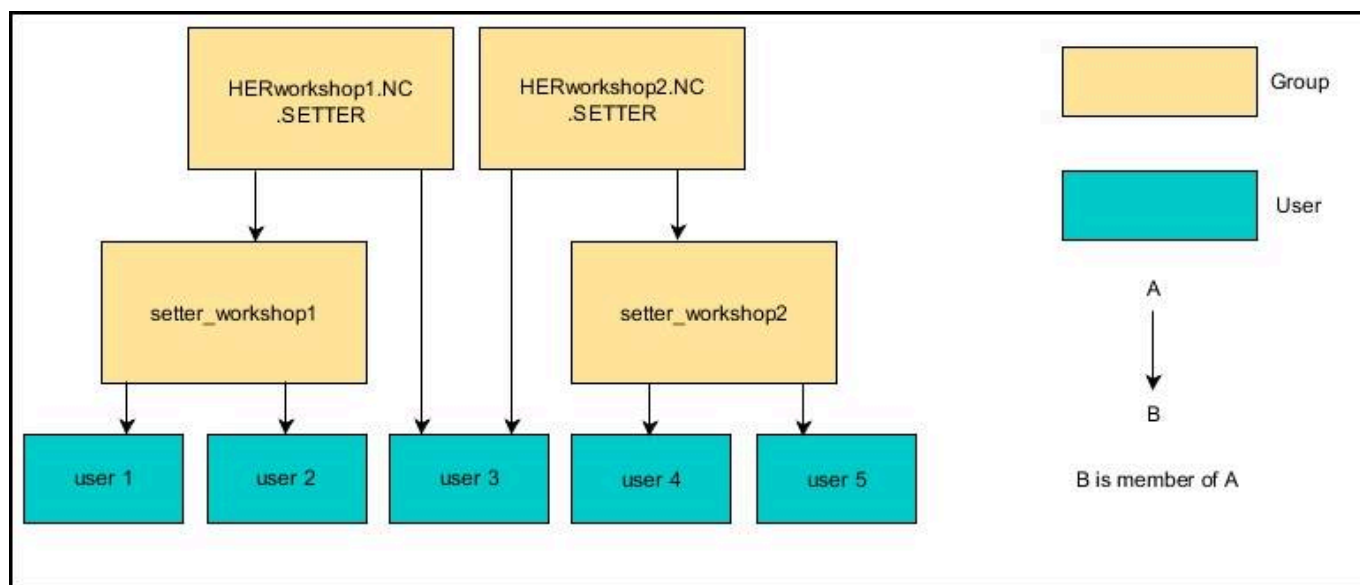 HERworkshop1.NC
.SETTER
HERworkshop2.NC
.SETTER
Group
User
setter_workshop1
setter_workshop2
A
B
user 1
user 2
user 3
user 4
user 5
B is member of A